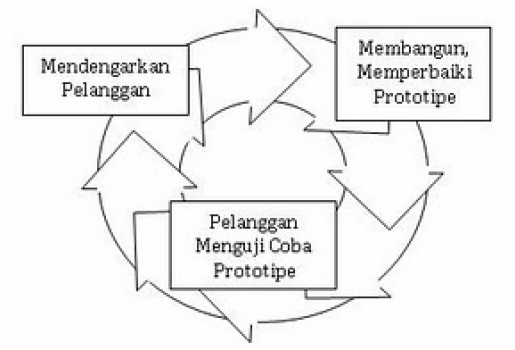 Mendengarkan
Pelanggan
Membangun,
Memperbaiki
Prototipe
Pelanggan
Menguji Coba
Prototipe